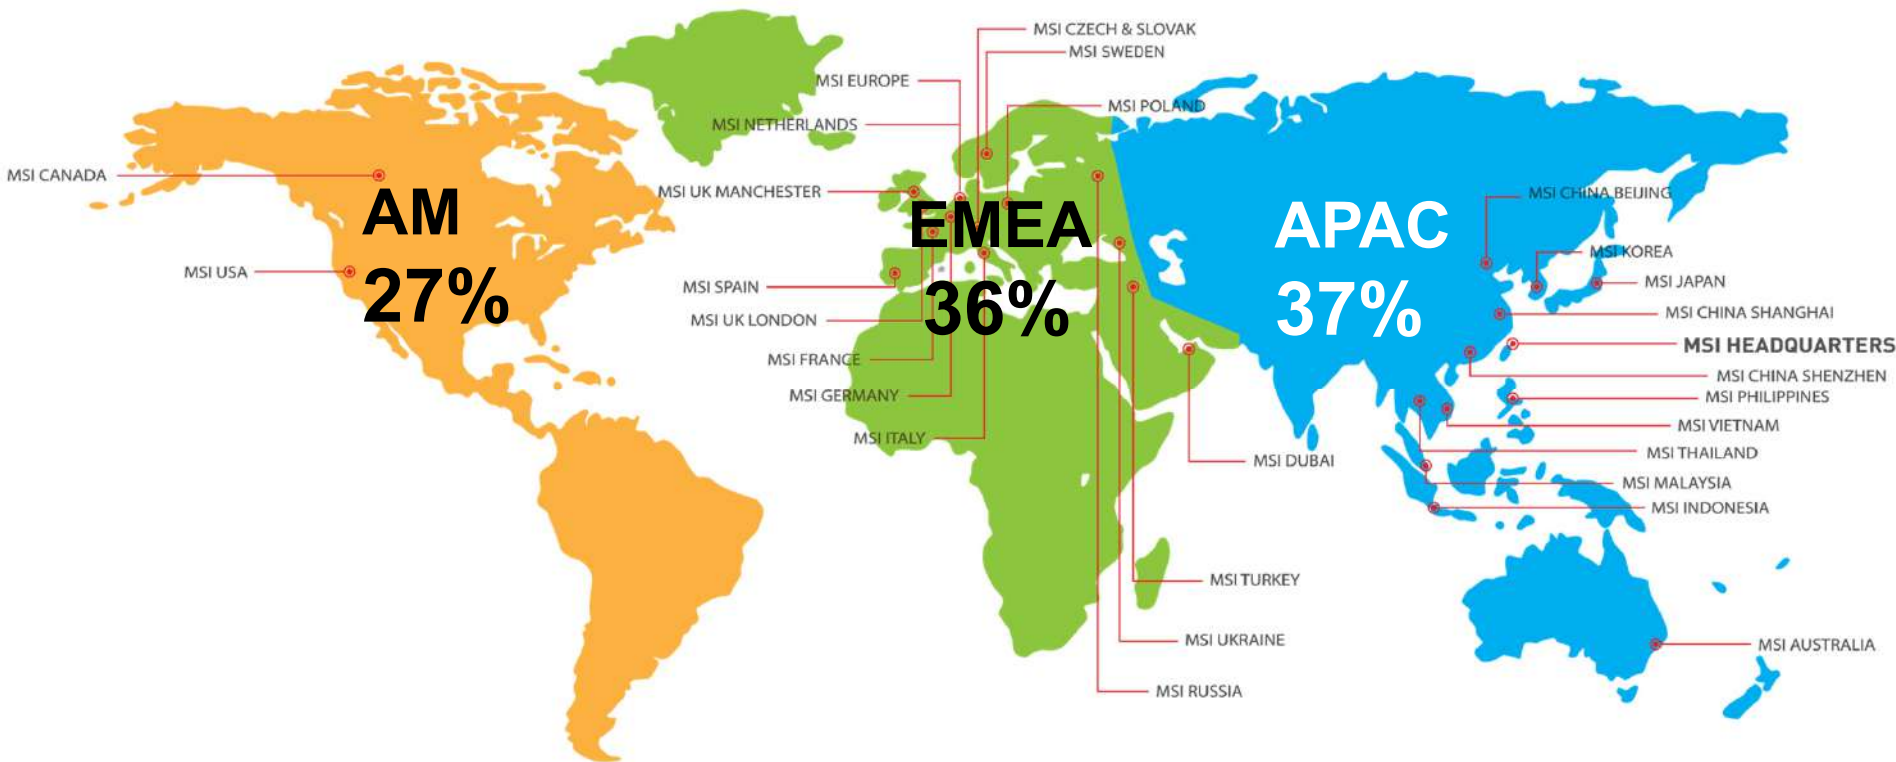 MSI CZECH & SLOVAK
MSI SWEDEN
MSI EUROPE
MSI POLAND
MSI NETHERLANDS
MSI CANADA
MSI UK MANCHESTER
MSI CHINA BEIJING
AM
27%
EMEA
36%
APAC
37%
MSI KOREA
MSI USA
MSI JAPAN
MSI SPAIN
MSI CHINA SHANGHAI
MSI UK LONDON
MSI HEADQUARTERS
MSI FRANCE
MSI CHINA SHENZHEN
MSI GERMANY
MSI PHILIPPINES
MSI VIETNAM
MSI ITALY
MSI THAILAND
MSI DUBAI
MSI MALAYSIA
MSI INDONESIA
MSI TURKEY
MSI UKRAINE
MSI AUSTRALIA
MSI RUSSIA